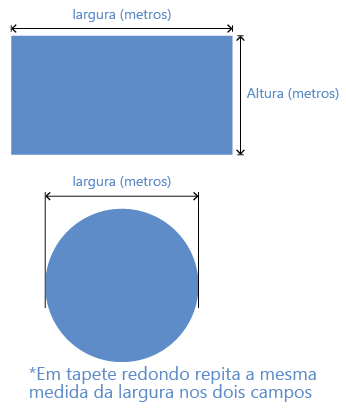 largura (metros)
Altura (metros)
largura (metros)
*Em tapete redondo repita a mesma
medida da largura nos dois campos